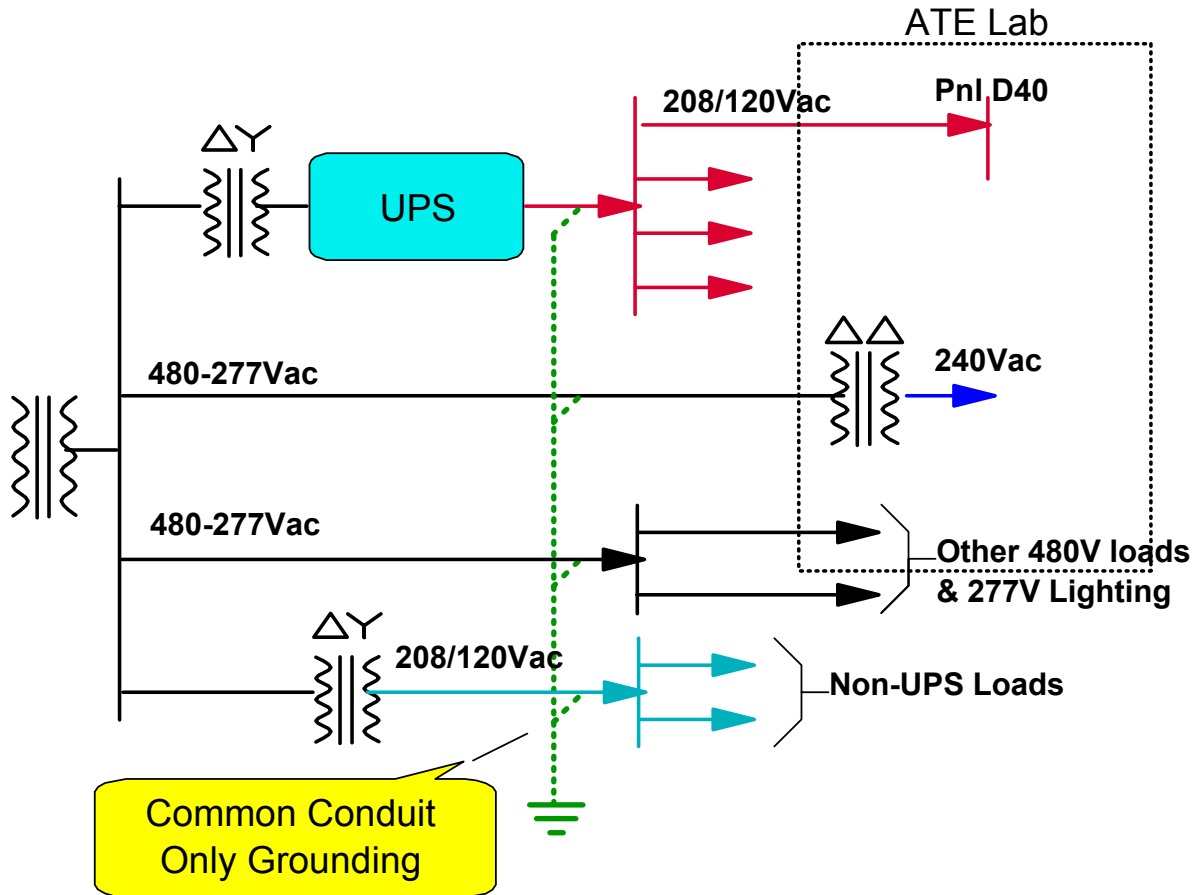 ATE Lab
208/120Vac
Pnl D40
UPS
480-277Vac
240Vac
480-277Vac
Other 480V loads
& 277V Lighting
208/120Vac
Non-UPS Loads
Common Conduit
Only Grounding